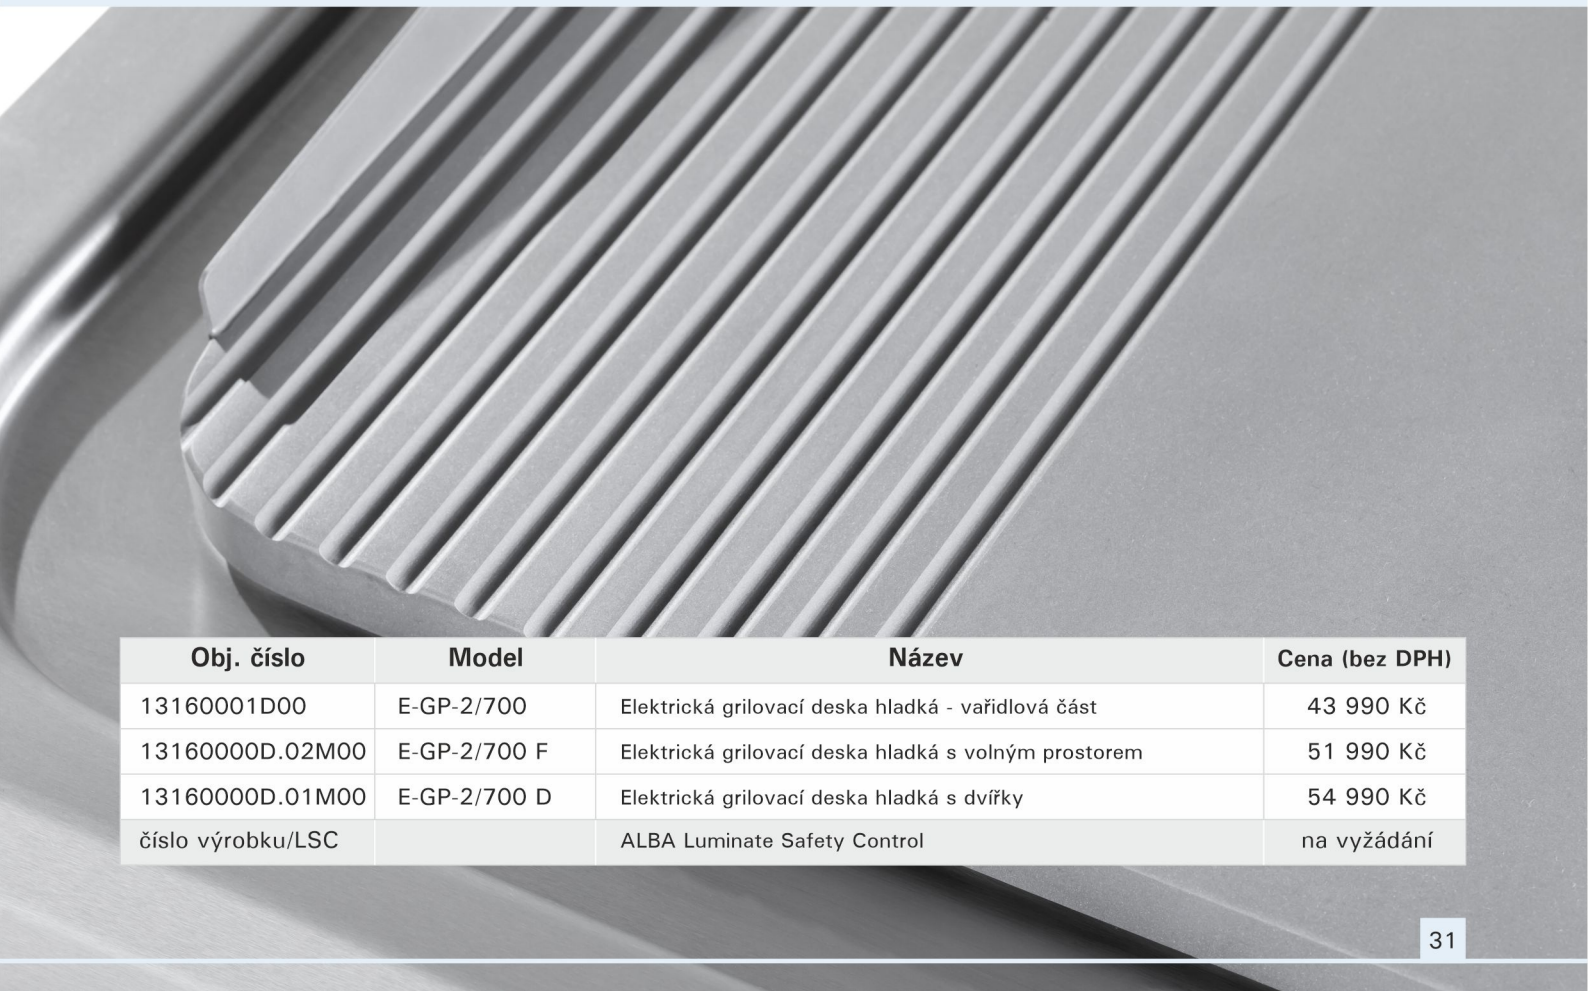 Obj. číslo Model Název Cena (bez DPH)
13160001D00 E-GP-2/700 Elektrická grilovací deska hladká - vařidlová část 43 990 Kč
13160000D.02M00 E-GP-2/700 F Elektrická grilovací deska hladká s volným prostorem 51 990 Kč
13160000D.01M00 E-GP-2/700 D Elektrická grilovací deska hladká s dvířky 54 990 Kč
číslo výrobku/LSC ALBA Luminate Safety Control na vyžádání
31